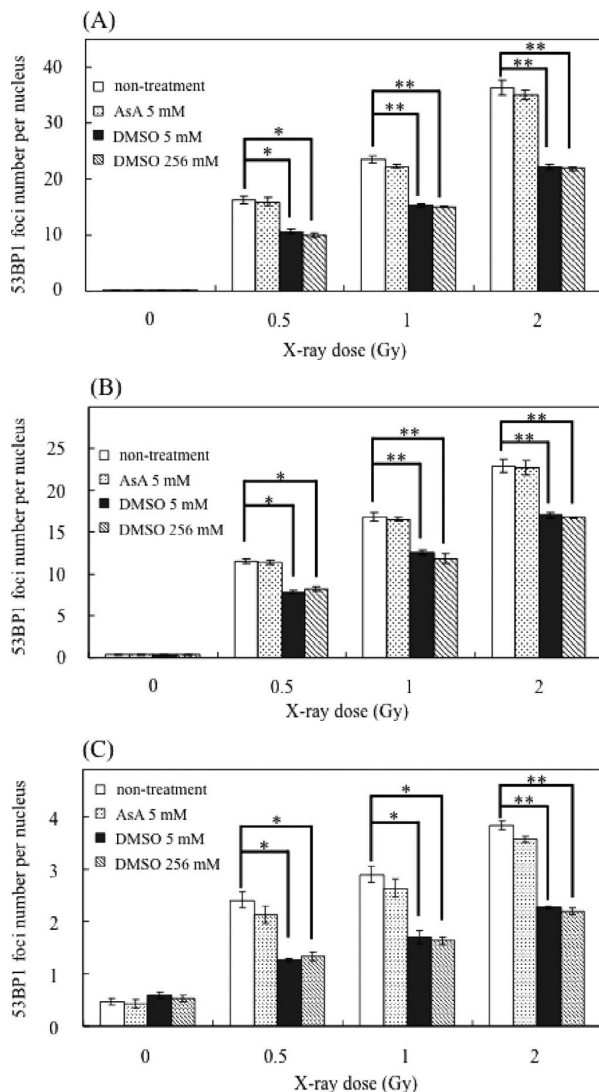 (A)
53BP1 foci number per nucleus
40
30
20
10
0
non-treatment
AsA 5 mM
DMSO 5 mM
DMSO 256 mM
*
*
**
**
**
**
0 0.5 1 2
X-ray dose (Gy)
(B)
53BP1 foci number per nucleus
25
20
15
10
5
0
non-treatment
AsA 5 mM
DMSO 5 mM
DMSO 256 mM
*
*
**
**
**
**
0 0.5 1 2
X-ray dose (Gy)
(C)
53BP1 foci number per nucleus
4
3
2
1
0
non-treatment
AsA 5 mM
DMSO 5 mM
DMSO 256 mM
*
*
*
*
**
**
0 0.5 1 2
X-ray dose (Gy)